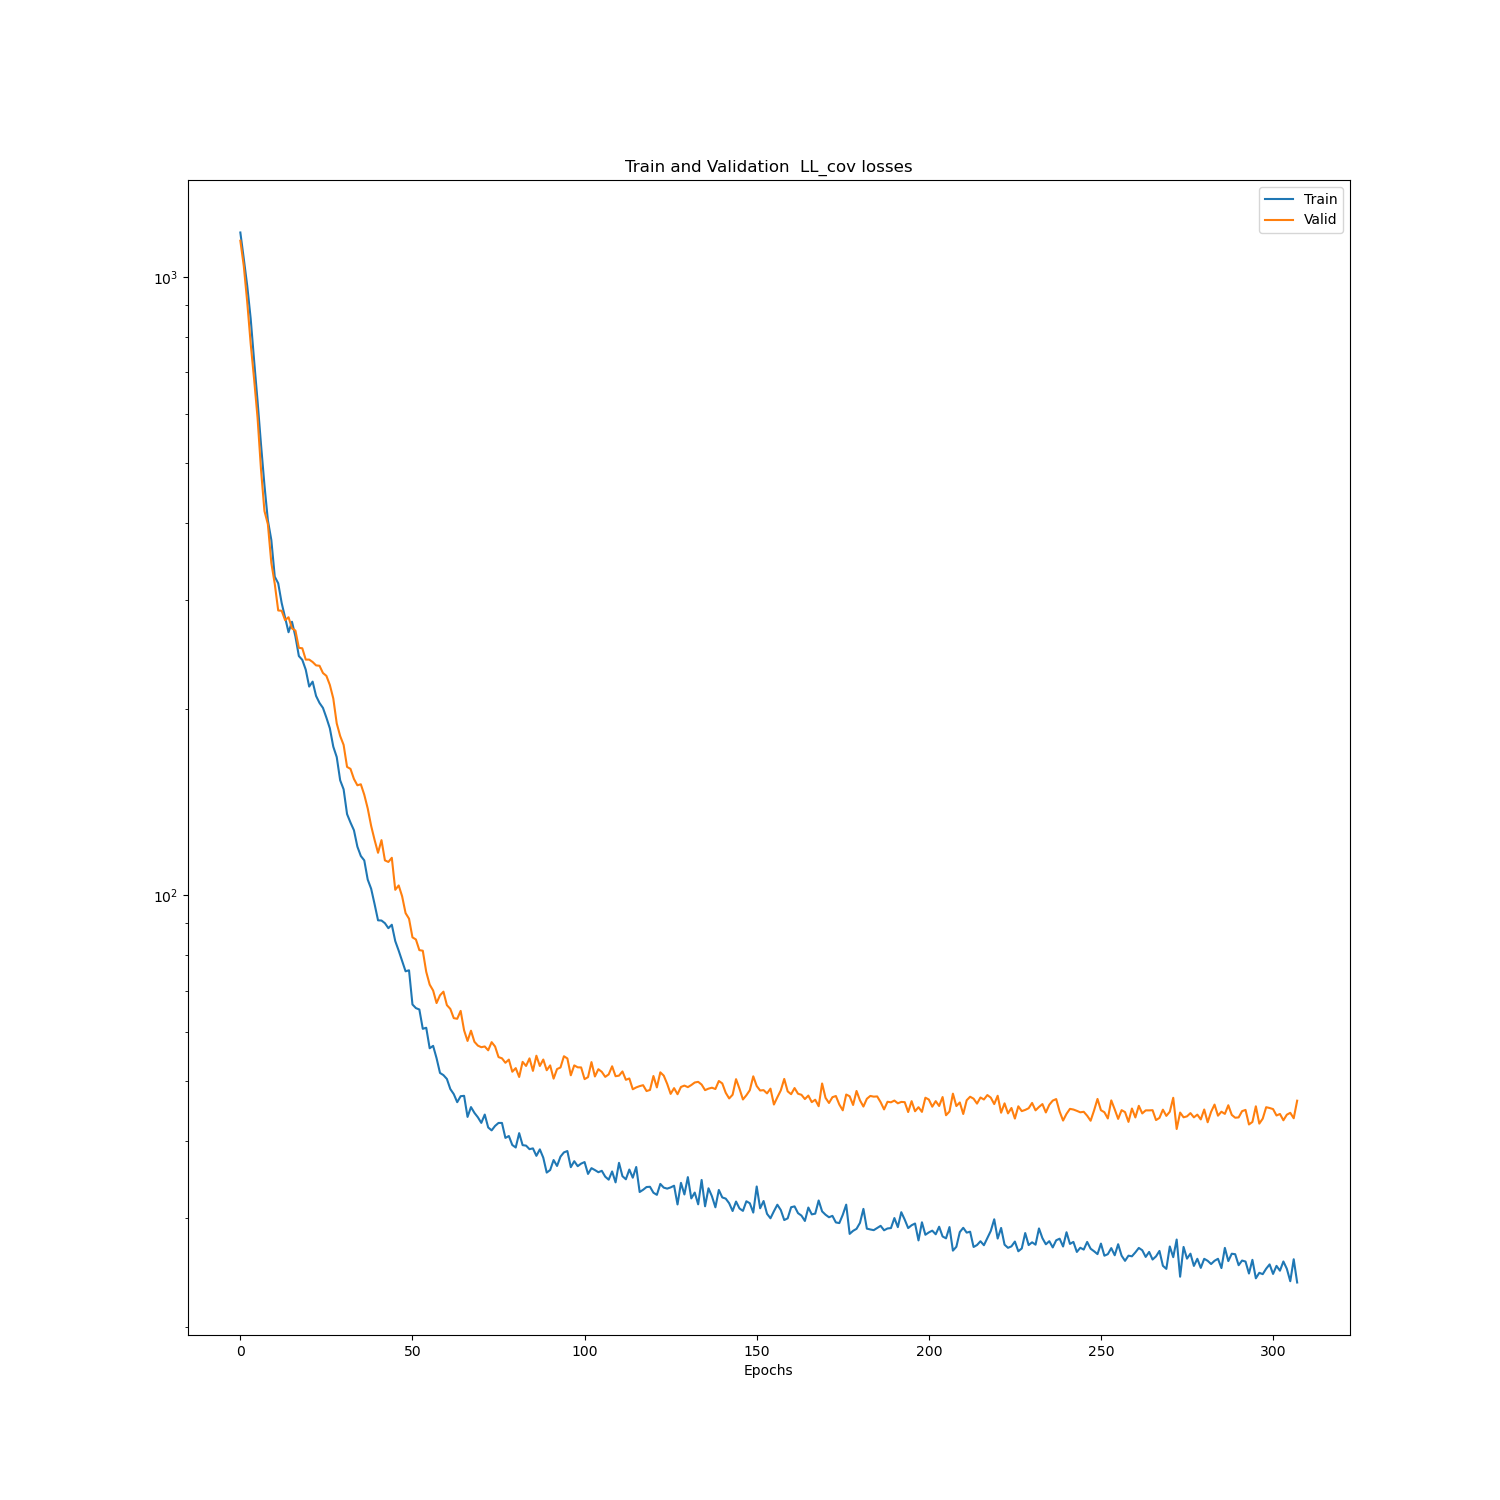 Train and Validation  LL_cov losses
Train
Valid
10³
10²
0 50 100 150 200 250 300
Epochs